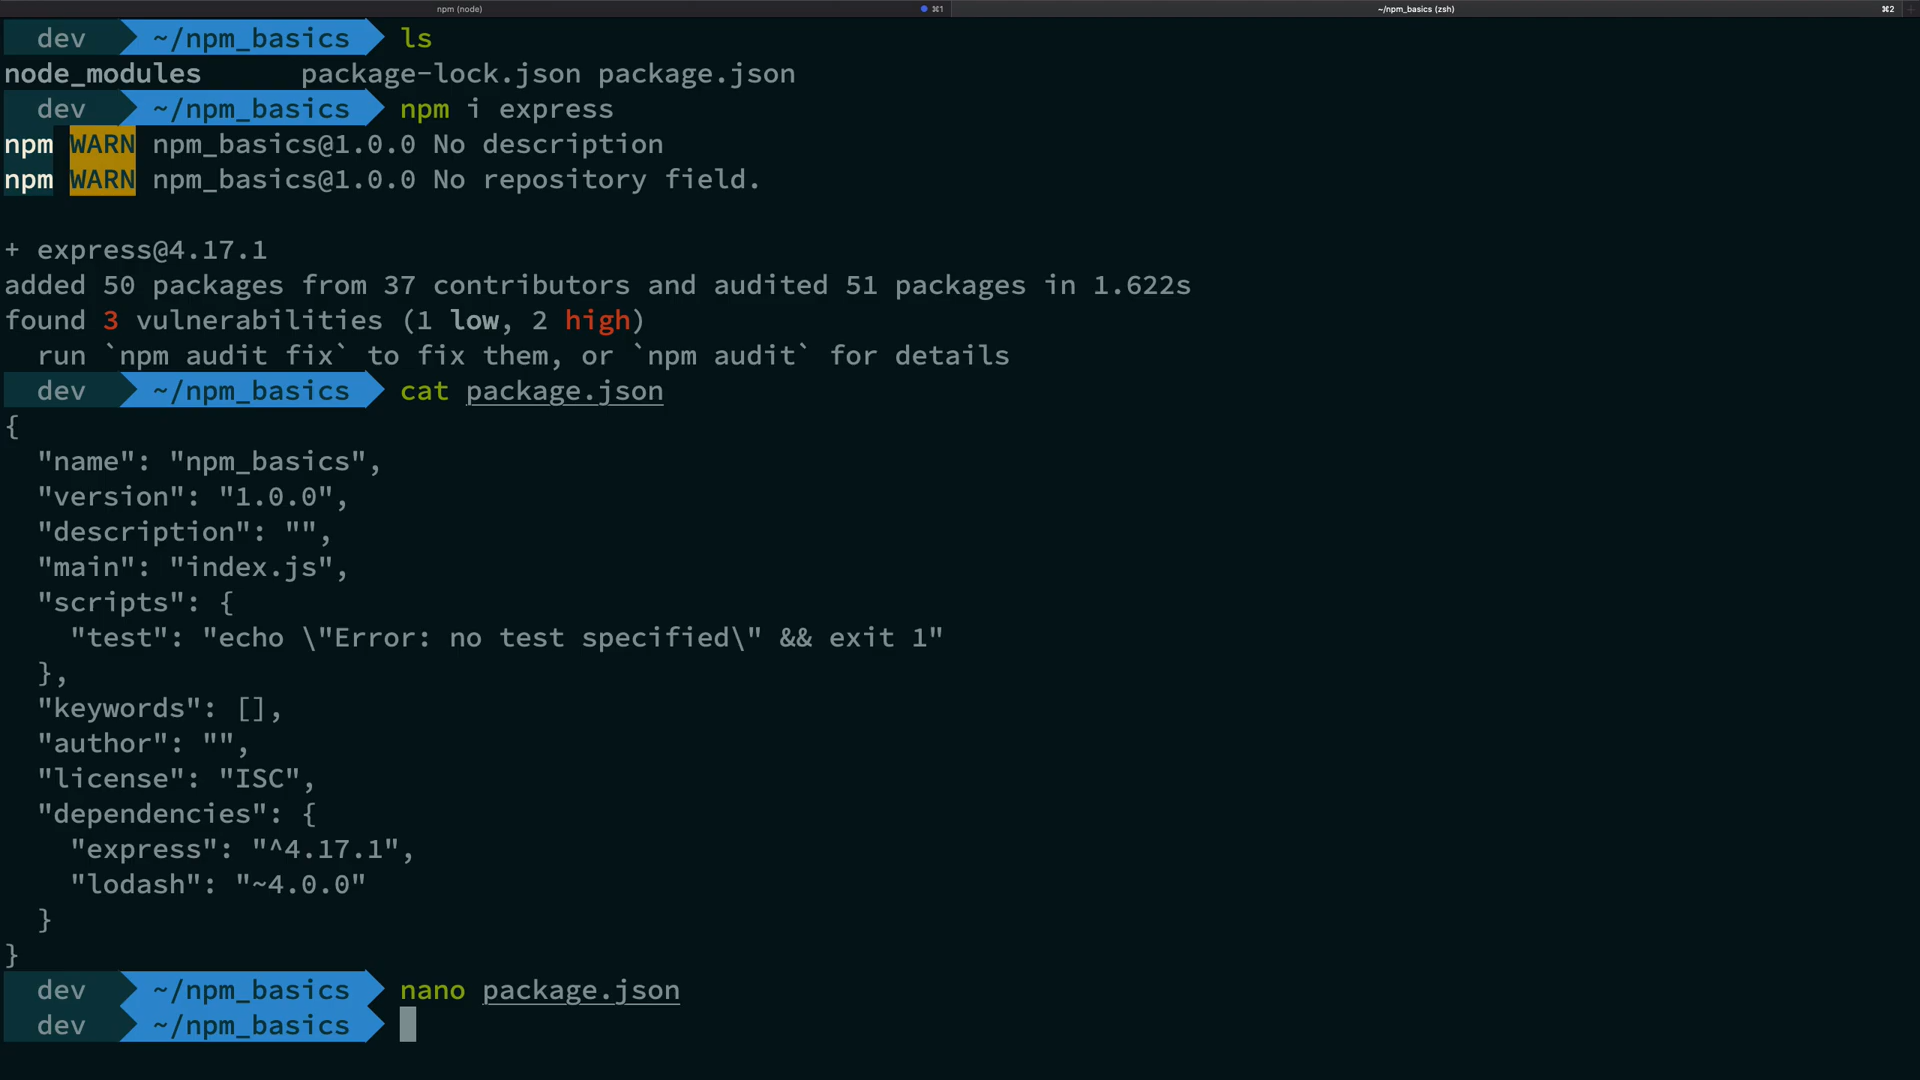 npm (node) ⌘1 ~/npm_basics (zsh) ⌘2
dev ~/npm_basics ls
node_modules package-lock.json package.json
dev ~/npm_basics npm i express
npm WARN npm_basics@1.0.0 No description
npm WARN npm_basics@1.0.0 No repository field.
+ express@4.17.1
added 50 packages from 37 contributors and audited 51 packages in 1.622s
found 3 vulnerabilities (1 low, 2 high)
  run `npm audit fix` to fix them, or `npm audit` for details
dev ~/npm_basics cat package.json
{
  "name": "npm_basics",
  "version": "1.0.0",
  "description": "",
  "main": "index.js",
  "scripts": {
    "test": "echo \"Error: no test specified\" && exit 1"
  },
  "keywords": [],
  "author": "",
  "license": "ISC",
  "dependencies": {
    "express": "^4.17.1",
    "lodash": "~4.0.0"
  }
}
dev ~/npm_basics nano package.json
dev ~/npm_basics